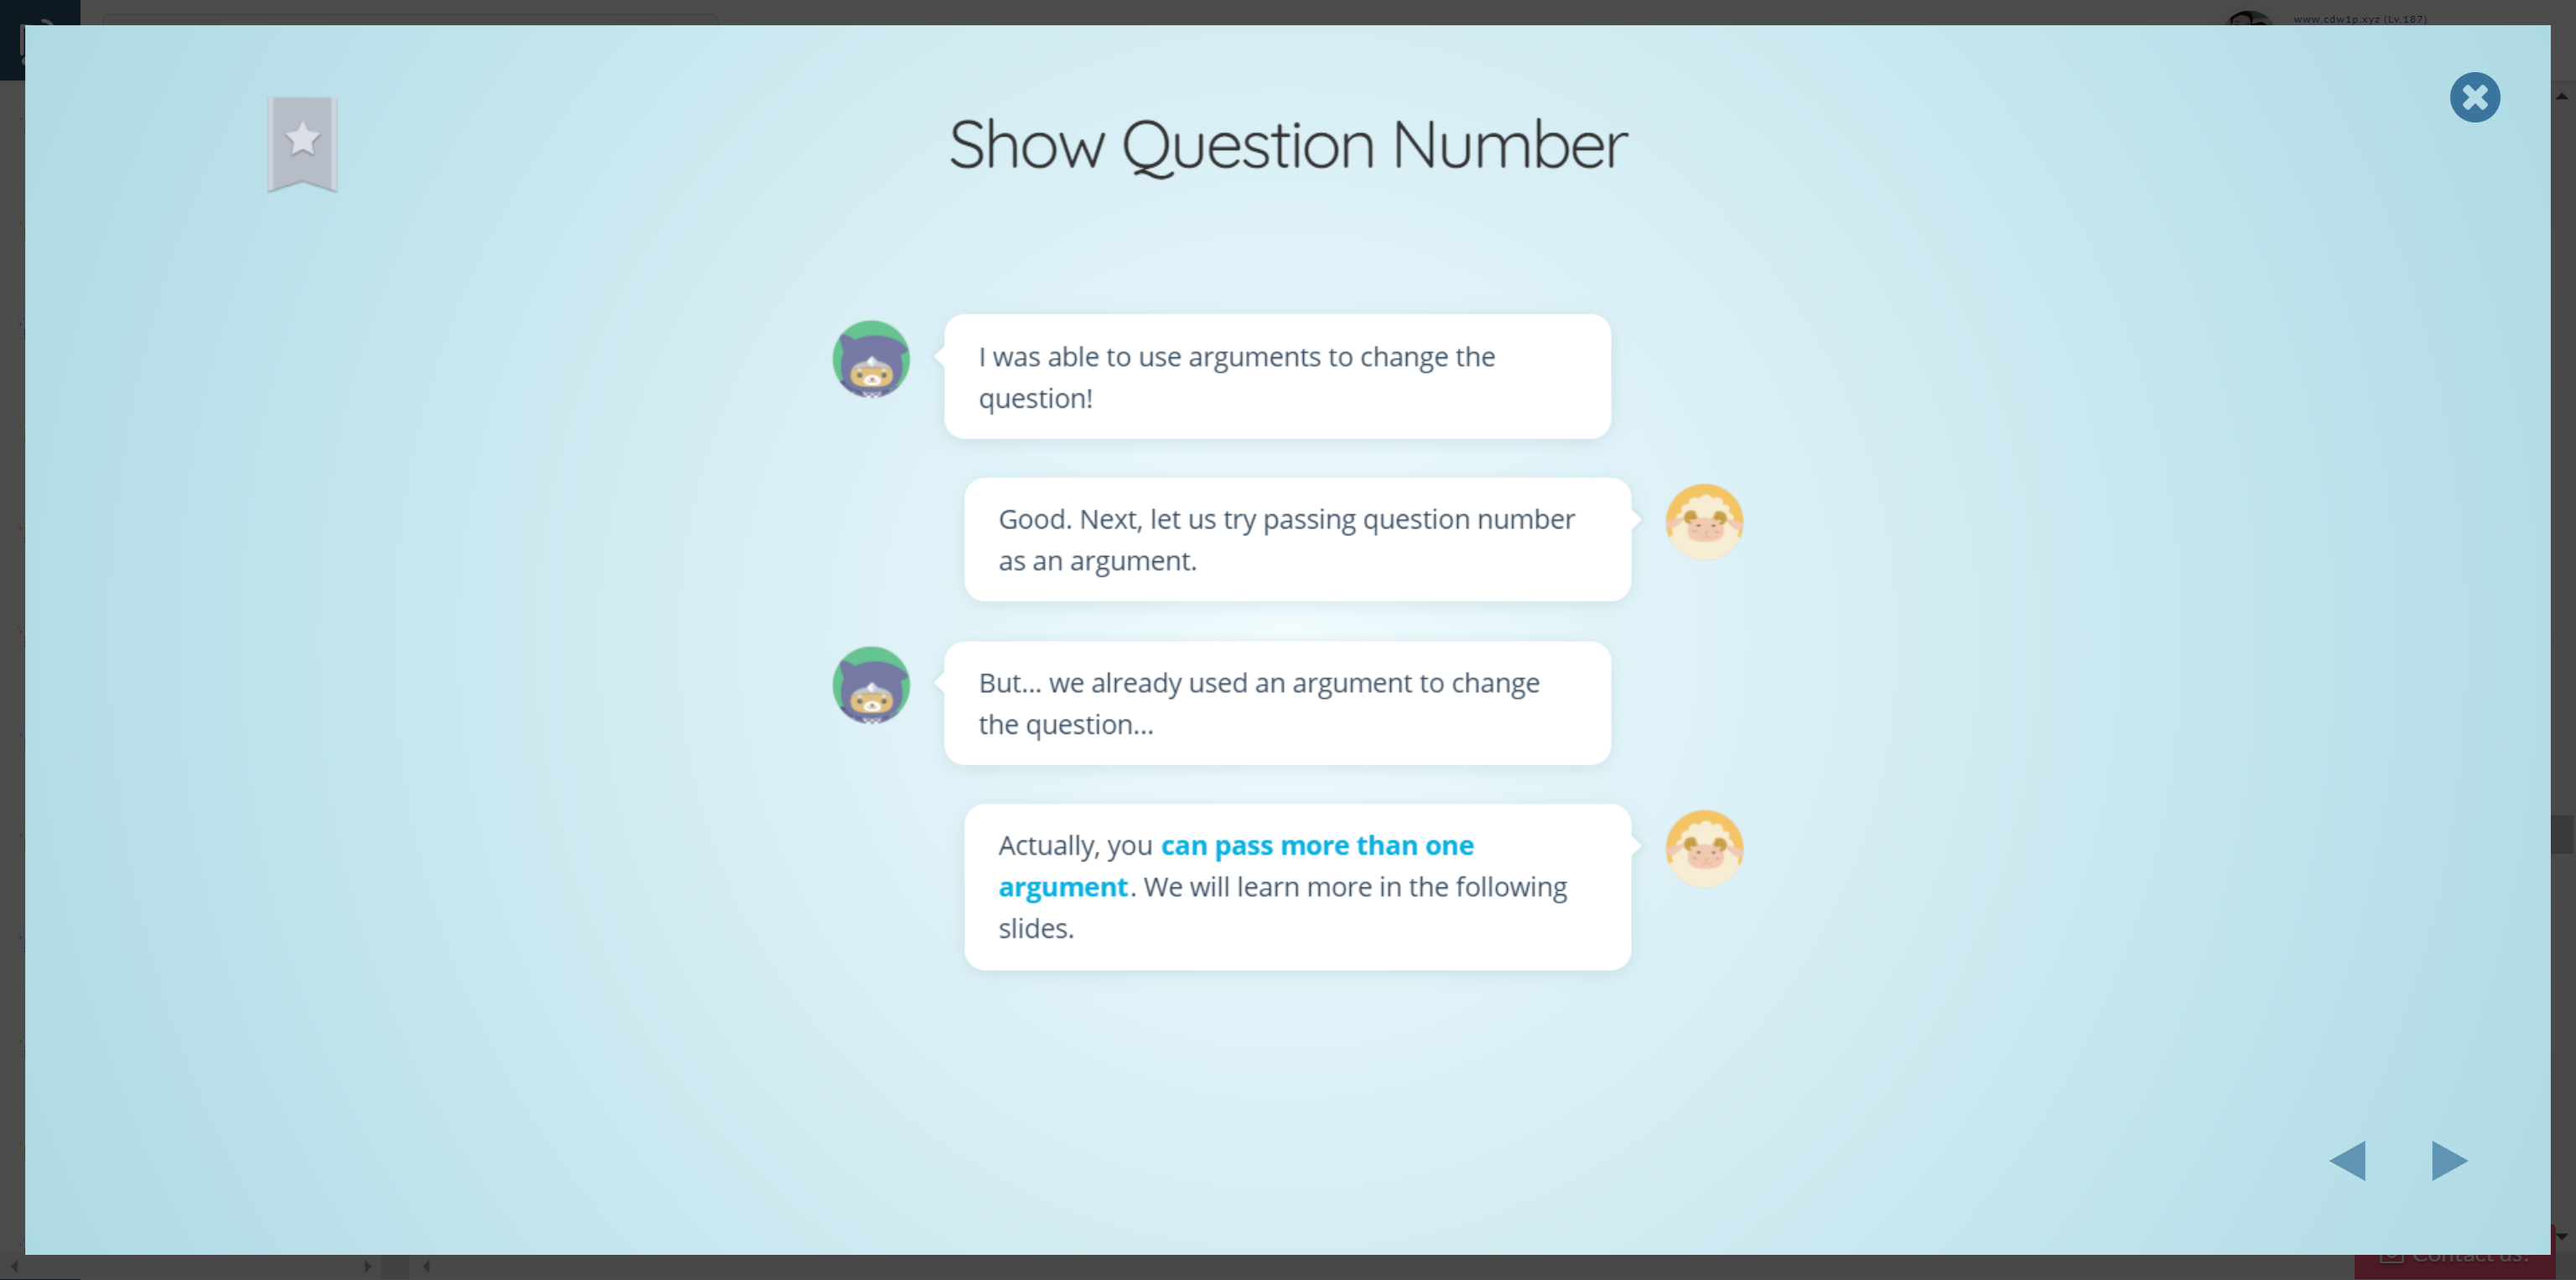 www.cdw1p.xyz (Lv.187)
Show Question Number
I was able to use arguments to change the
question!
Good. Next, let us try passing question number
as an argument.
But... we already used an argument to change
the question...
Actually, you can pass more than one
argument. We will learn more in the following
slides.
Contact us!